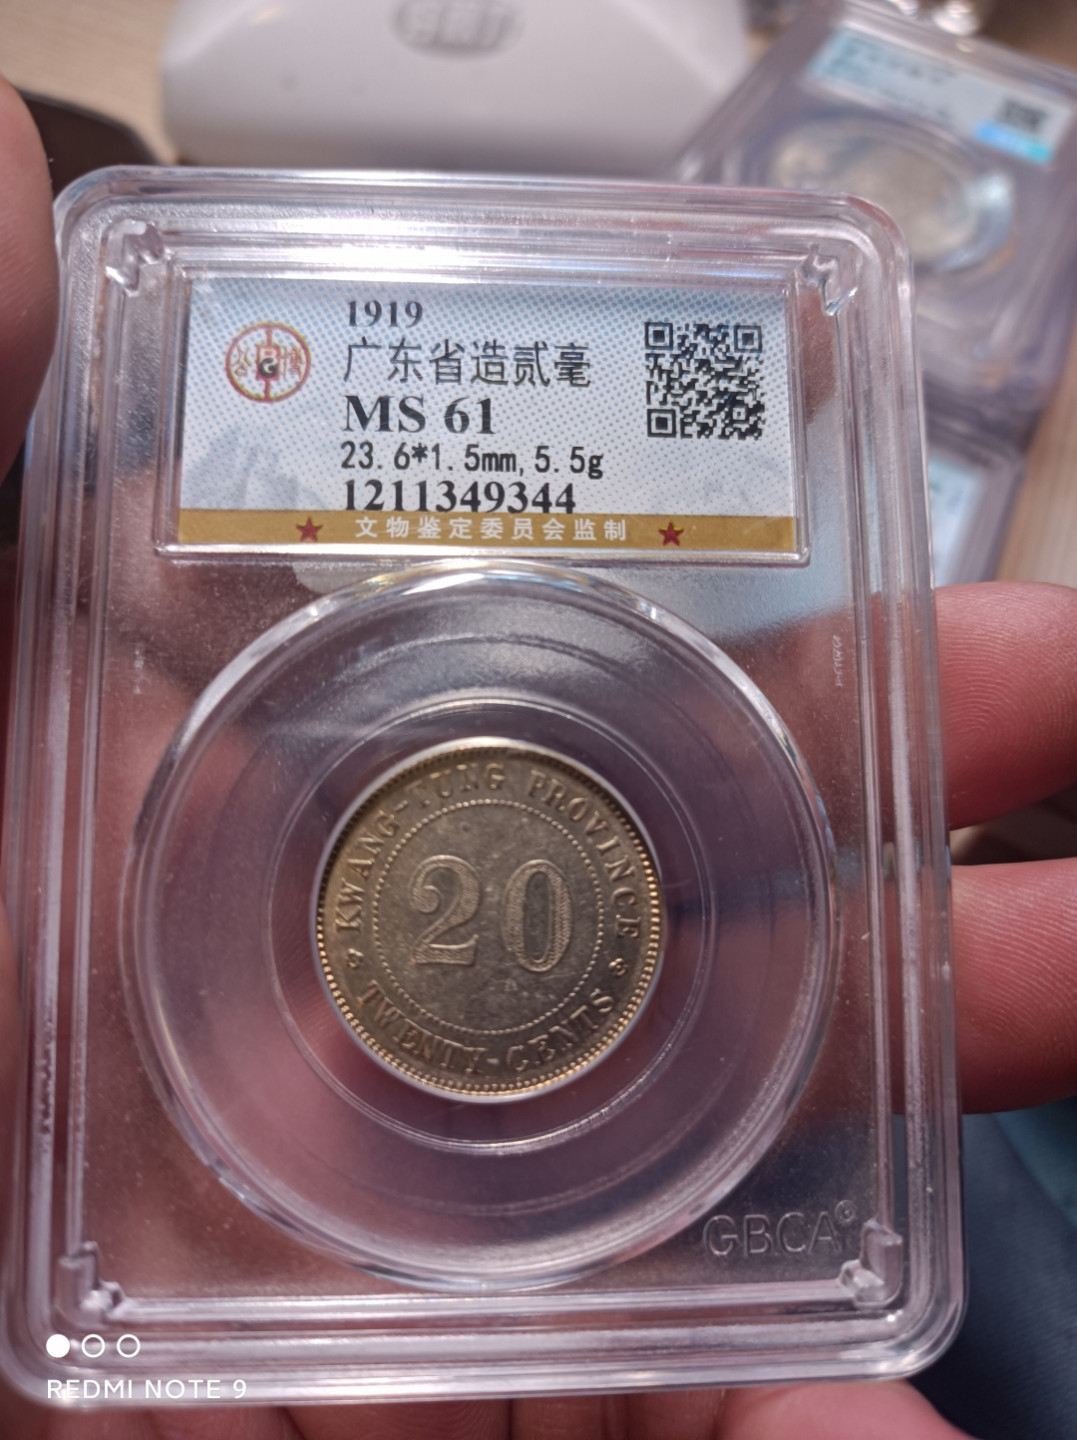 1919
广东省造贰毫
MS 61
23.6*1.5mm,5.5g
1211349344
★ 文物鉴定委员会监制 ★
KWANG-TUNG PROVINCE
20
TWENTY-CENTS
GBCA©
REDMI NOTE 9